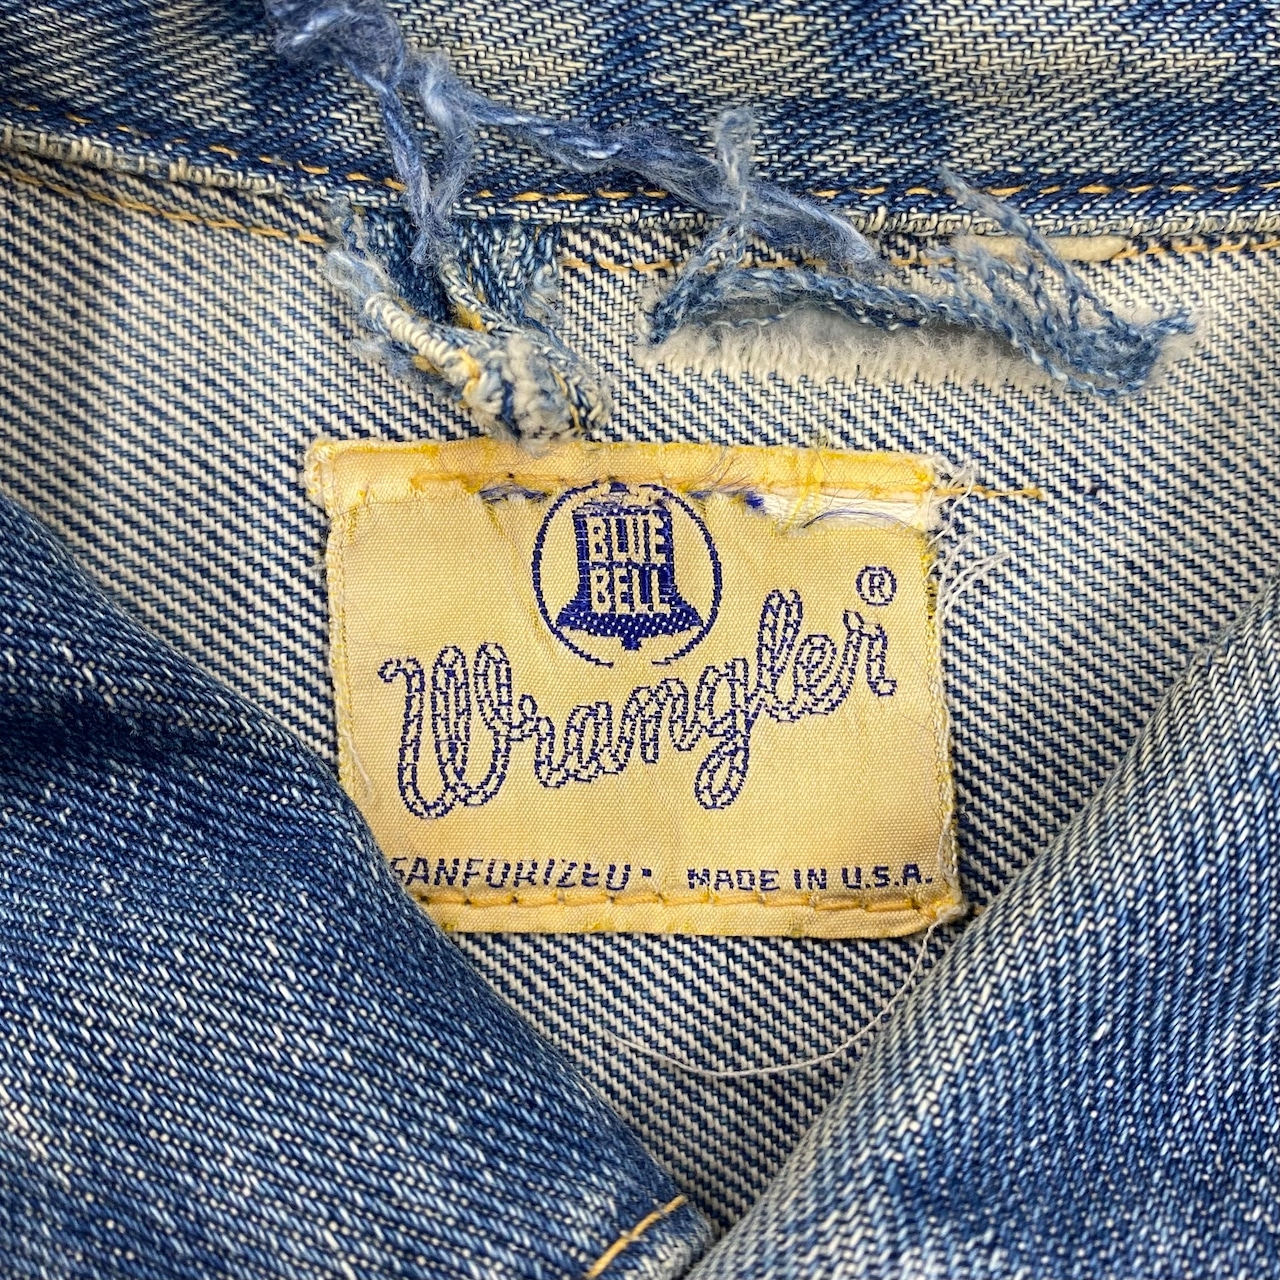 BLUE
BELL
Wrangler®
SANFORIZED · MADE IN U.S.A.